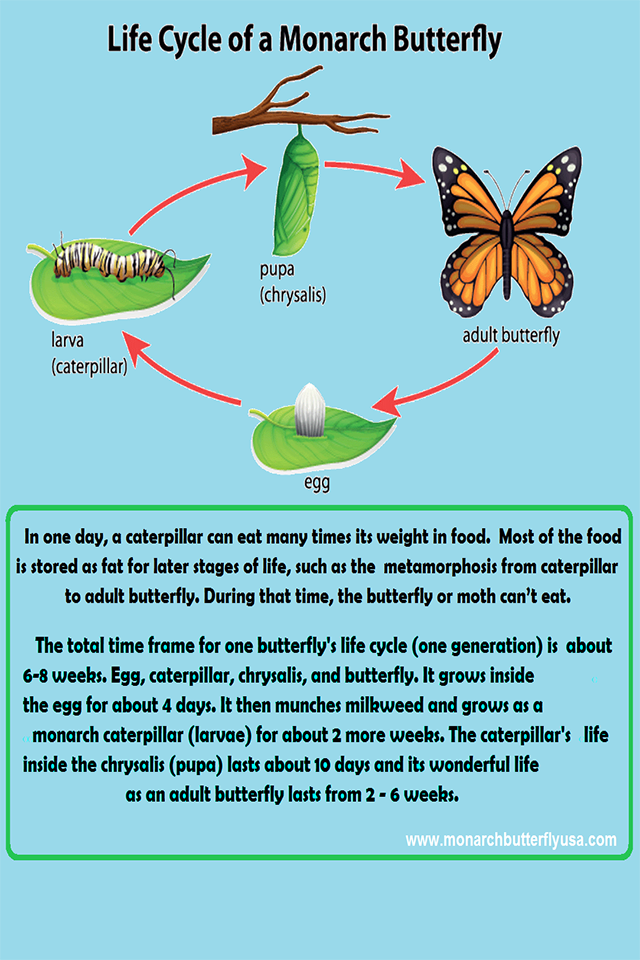 Life Cycle of a Monarch Butterfly
pupa
(chrysalis)
larva
(caterpillar)
adult butterfly
egg
In one day, a caterpillar can eat many times its weight in food. Most of the food
is stored as fat for later stages of life, such as the metamorphosis from caterpillar
to adult butterfly. During that time, the butterfly or moth can't eat.
The total time frame for one butterfly's life cycle (one generation) is about
6-8 weeks. Egg, caterpillar, chrysalis, and butterfly. It grows inside
the egg for about 4 days. It then munches milkweed and grows as a
monarch caterpillar (larvae) for about 2 more weeks. The caterpillar's life
inside the chrysalis (pupa) lasts about 10 days and its wonderful life
as an adult butterfly lasts from 2 - 6 weeks.
www.monarchbutterflyusa.com